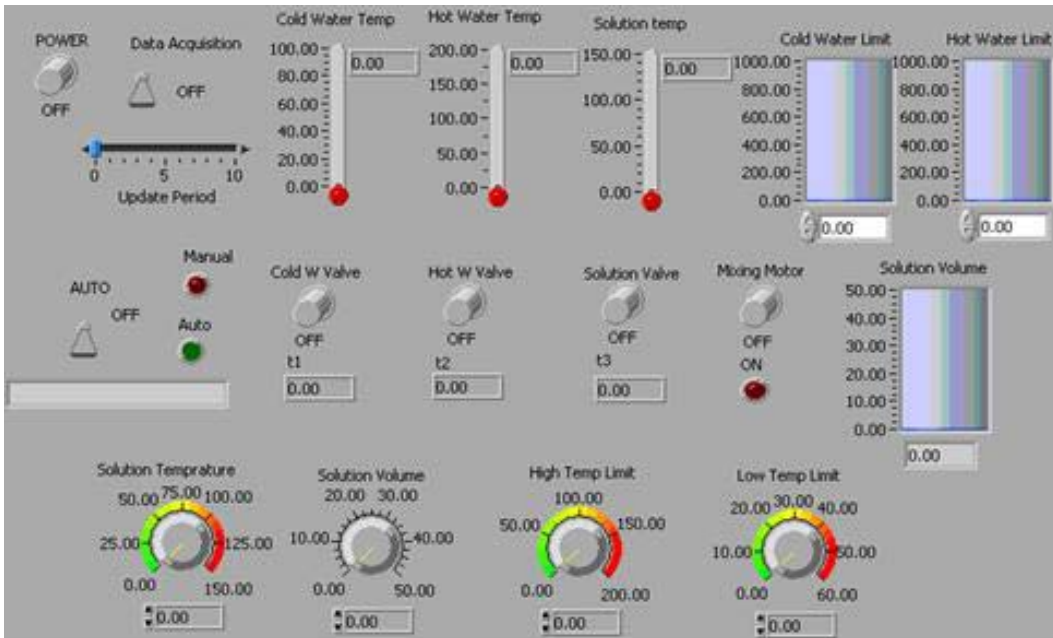 POWER
OFF
Data Acquisition
OFF
0 5 10
Update Period
Cold Water Temp
100.00
80.00
60.00
40.00
20.00
0.00
0.00
Hot Water Temp
200.00
150.00
100.00
50.00
0.00
0.00
Solution temp
150.00
100.00
50.00
0.00
0.00
Cold Water Limit
1000.00
800.00
600.00
400.00
200.00
0.00
0.00
Hot Water Limit
1000.00
800.00
600.00
400.00
200.00
0.00
0.00
AUTO
OFF
Manual
Auto
Cold W Valve
OFF
t1
0.00
Hot W Valve
OFF
t2
0.00
Solution Valve
OFF
t3
0.00
Mixing Motor
OFF
ON
Solution Volume
50.00
40.00
30.00
20.00
10.00
0.00
0.00
Solution Temprature
0.00 25.00 50.00 75.00 100.00 125.00 150.00
0.00
Solution Volume
0.00 10.00 20.00 30.00 40.00 50.00
0.00
High Temp Limit
0.00 50.00 100.00 150.00 200.00
0.00
Low Temp Limit
0.00 10.00 20.00 30.00 40.00 50.00 60.00
0.00